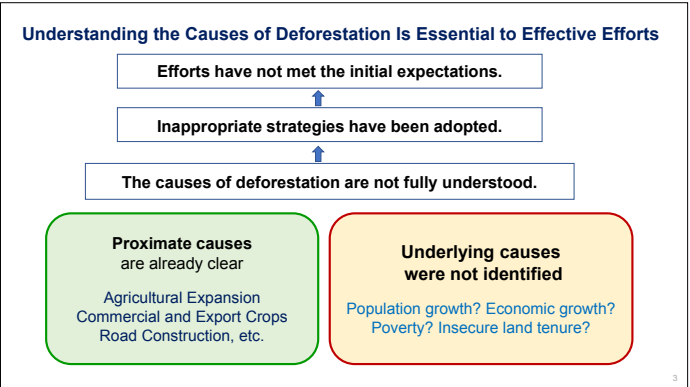 Understanding the Causes of Deforestation Is Essential to Effective Efforts
Efforts have not met the initial expectations.
Inappropriate strategies have been adopted.
The causes of deforestation are not fully understood.
Proximate causes
are already clear
Agricultural Expansion
Commercial and Export Crops
Road Construction, etc.
Underlying causes
were not identified
Population growth? Economic growth?
Poverty? Insecure land tenure?
3